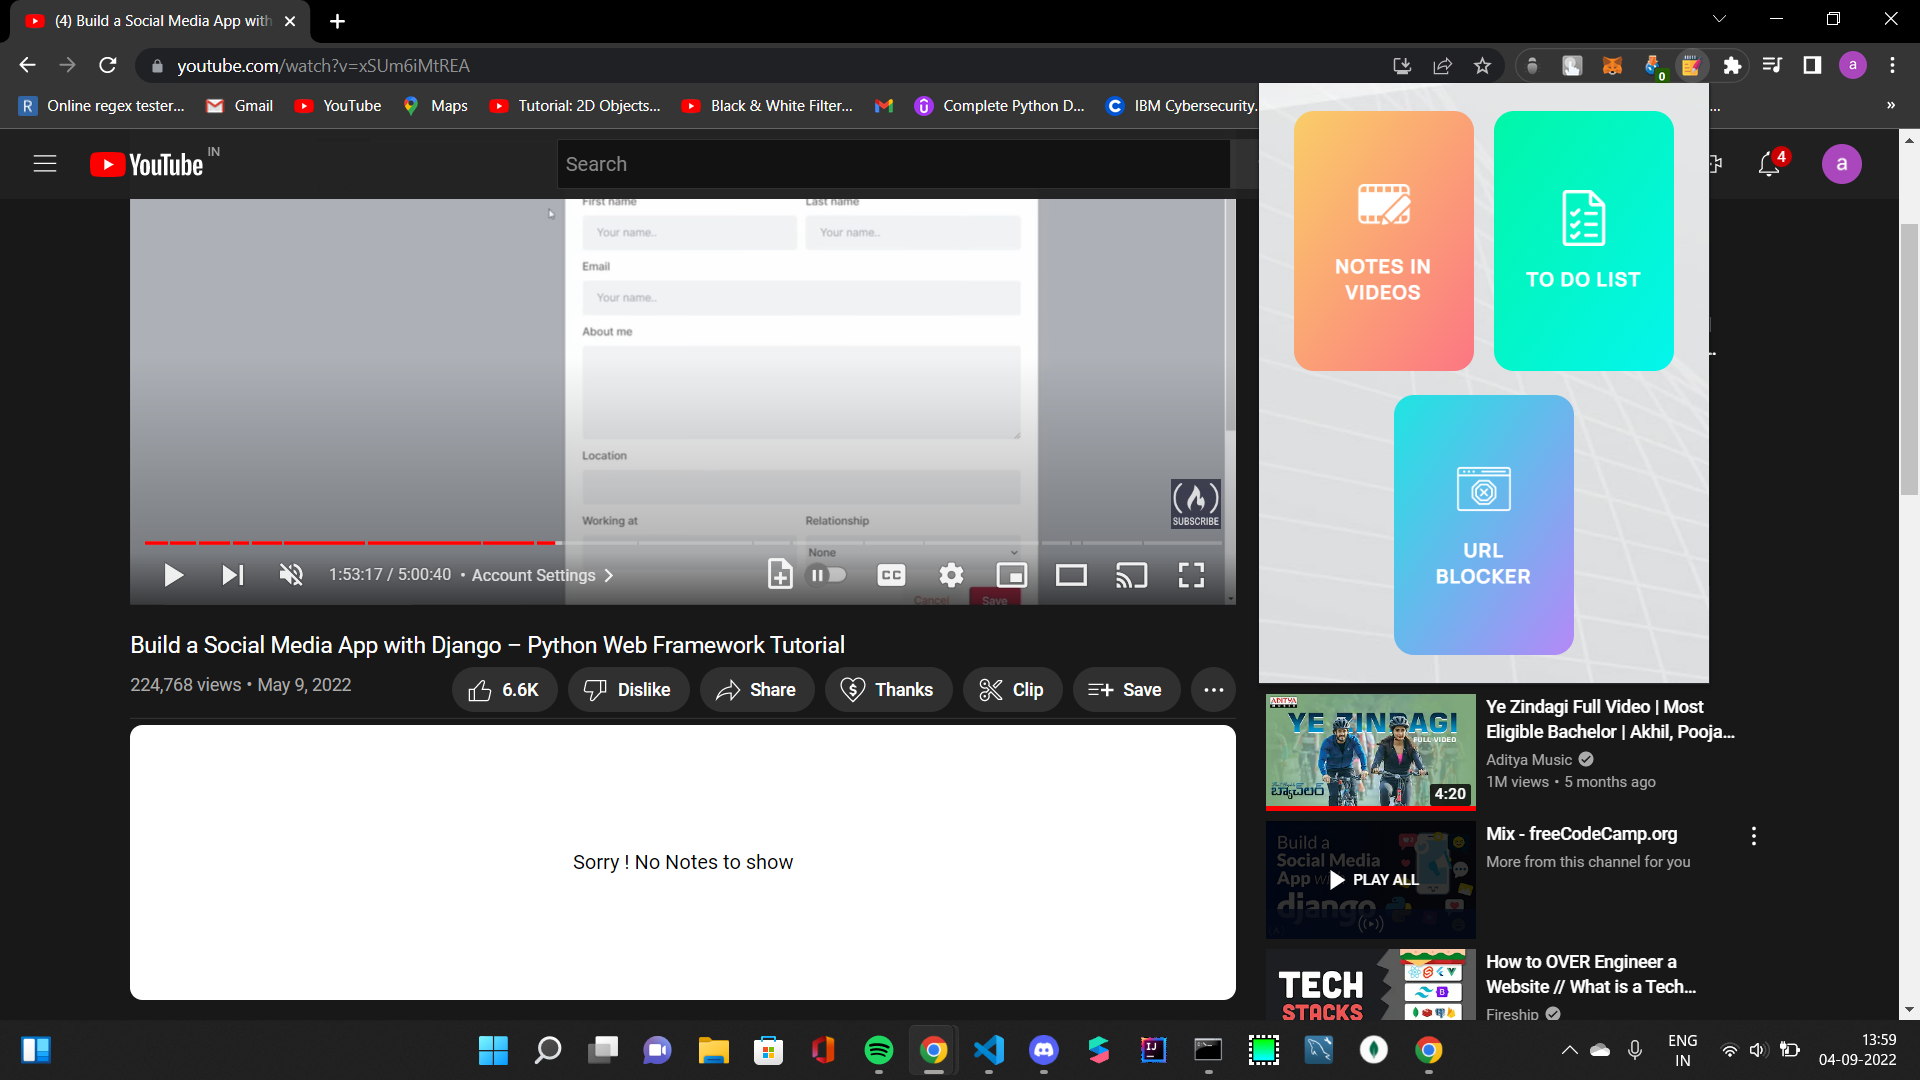 (4) Build a Social Media App with
youtube.com/watch?v=xSUm6iMtREA
0
a
R Online regex tester...
Gmail
YouTube
Maps
Tutorial: 2D Objects...
Black & White Filter...
Complete Python D...
IBM Cybersecurity.
...
»
YouTube IN
Search
4
a
First name
Last name
Your name..
Your name..
Email
Your name..
About me
Location
Working at
Relationship
None
Cancel
Save
SUBSCRIBE
1:53:17 / 5:00:40 • Account Settings
CC
NOTES IN
VIDEOS
TO DO LIST
URL
BLOCKER
Build a Social Media App with Django – Python Web Framework Tutorial
224,768 views • May 9, 2022
6.6K
Dislike
Share
Thanks
Clip
Save
Sorry ! No Notes to show
ADITYA
MUSIC
YE ZINDAGI
FULL VIDEO
బ్యాచ్‌లర్
4:20
Ye Zindagi Full Video | Most
Eligible Bachelor | Akhil, Pooja...
Aditya Music
1M views • 5 months ago
Build a
Social Media
App
django
PLAY ALL
Mix - freeCodeCamp.org
More from this channel for you
TECH
STACKS
How to OVER Engineer a
Website // What is a Tech...
Fireship
IJ
ENG
IN
13:59
04-09-2022